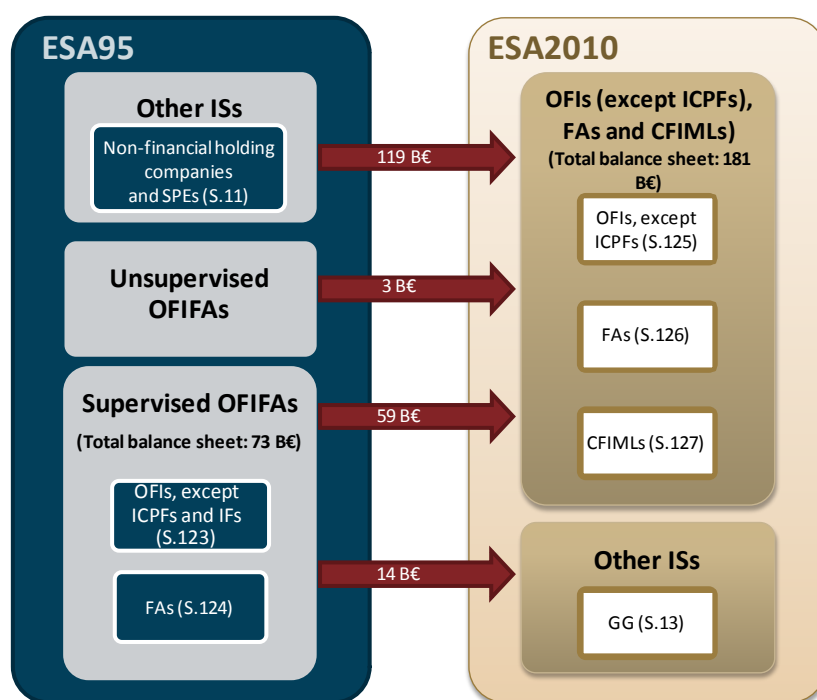 ESA95
Other ISs
Non-financial holding
companies
and SPEs (S.11)
Unsupervised
OFIFAs
Supervised OFIFAs
(Total balance sheet: 73 B€)
OFIs, except
ICPFs and IFs
(S.123)
FAs (S.124)
119 B€
3 B€
59 B€
14 B€
ESA2010
OFIs (except ICPFs),
FAs and CFIMLs)
(Total balance sheet: 181
B€)
OFIs, except
ICPFs (S.125)
FAs (S.126)
CFIMLs (S.127)
Other ISs
GG (S.13)